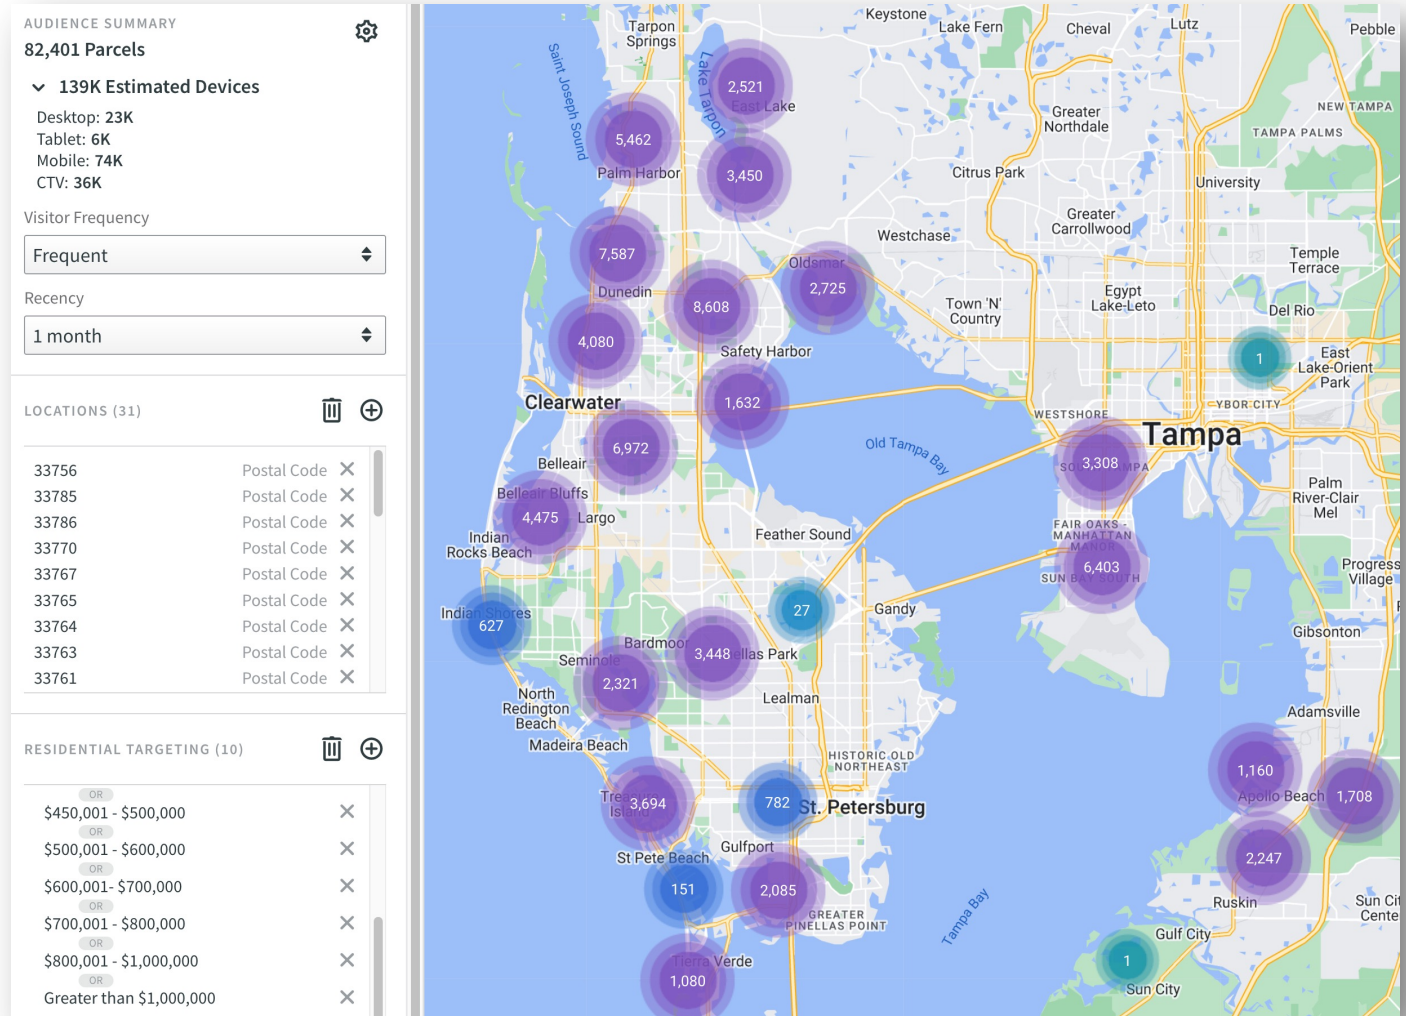 AUDIENCE SUMMARY
82,401 Parcels
139K Estimated Devices
Desktop: 23K
Tablet: 6K
Mobile: 74K
CTV: 36K
Visitor Frequency
Frequent
Recency
1 month
LOCATIONS (31)
33756 Postal Code
33785 Postal Code
33786 Postal Code
33770 Postal Code
33767 Postal Code
33765 Postal Code
33764 Postal Code
33763 Postal Code
33761 Postal Code
RESIDENTIAL TARGETING (10)
OR
$450,001 - $500,000
OR
$500,001 - $600,000
OR
$600,001- $700,000
OR
$700,001 - $800,000
OR
$800,001 - $1,000,000
OR
Greater than $1,000,000
Keystone
Tarpon
Springs
Lake Fern
Cheval
Lutz
Pebble
Saint Joseph Sound
Lake Tarpon
2,521
East Lake
NEW TAMPA
Greater
Northdale
TAMPA PALMS
5,462
Palm Harbor
3,450
Citrus Park
University
Greater
Carrollwood
Westchase
7,587
Dunedin
Oldsmar
2,725
Temple
Terrace
8,608
Egypt
Lake-Leto
Town 'N'
Country
Del Rio
4,080
Safety Harbor
1
East
Lake-Orient
Park
Clearwater
1,632
WESTSHORE
YBOR CITY
Tampa
6,972
Old Tampa Bay
Belleair
3,308
Belleair Bluffs
4,475
Largo
Palm
River-Clair
Mel
Indian
Rocks Beach
Feather Sound
FAIR OAKS -
MANHATTAN
MANOR
6,403
SUN BAY SOUTH
Progress
Village
Indian Shores
627
27
Gandy
Gibsonton
Bardmoor
3,448
ellas Park
Seminole
2,321
Lealman
North
Redington
Beach
Adamsville
Madeira Beach
HISTORIC OLD
NORTHEAST
1,160
Apollo Beach
1,708
Treasure
Island
3,694
782
St. Petersburg
Gulfport
St Pete Beach
2,247
151
2,085
Ruskin
Sun Ci
Cente
GREATER
PINELLAS POINT
Tampa Bay
Gulf City
Tierra Verde
1,080
1
Sun City